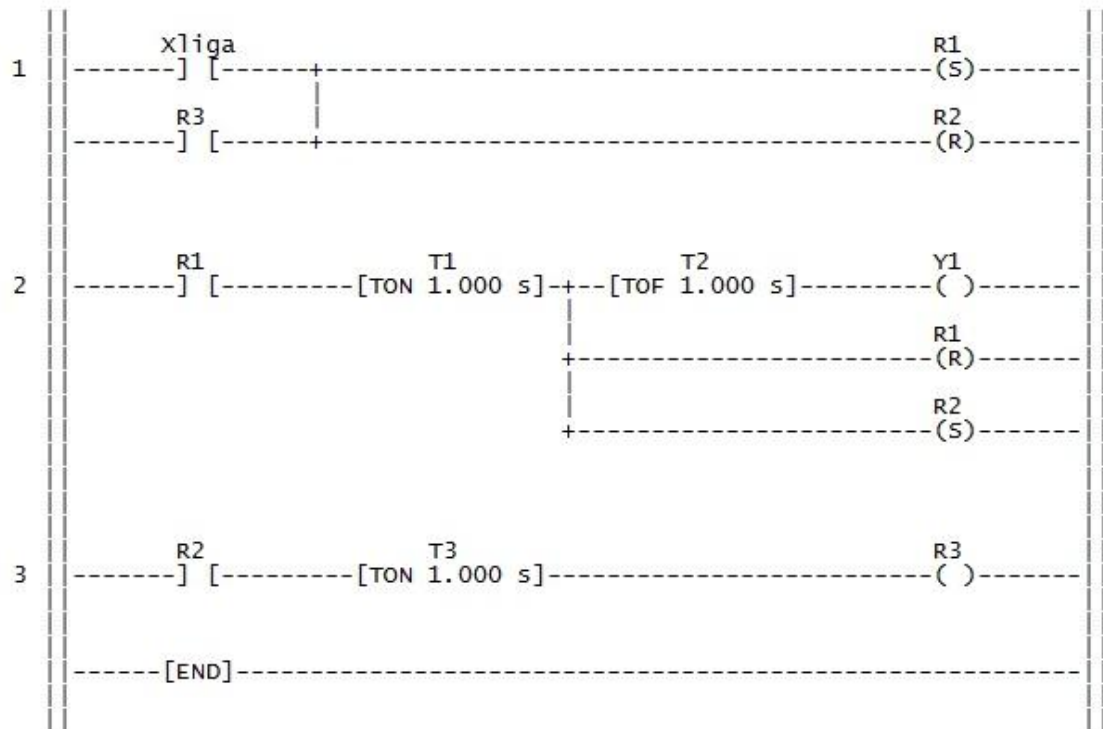 Xliga R1
1 ] [ (S)
R3 R2
] [ (R)
R1 T1 T2 Y1
2 ] [ [TON 1.000 s] [TOF 1.000 s] ( )
R1
(R)
R2
(S)
R2 T3 R3
3 ] [ [TON 1.000 s] ( )
[END]